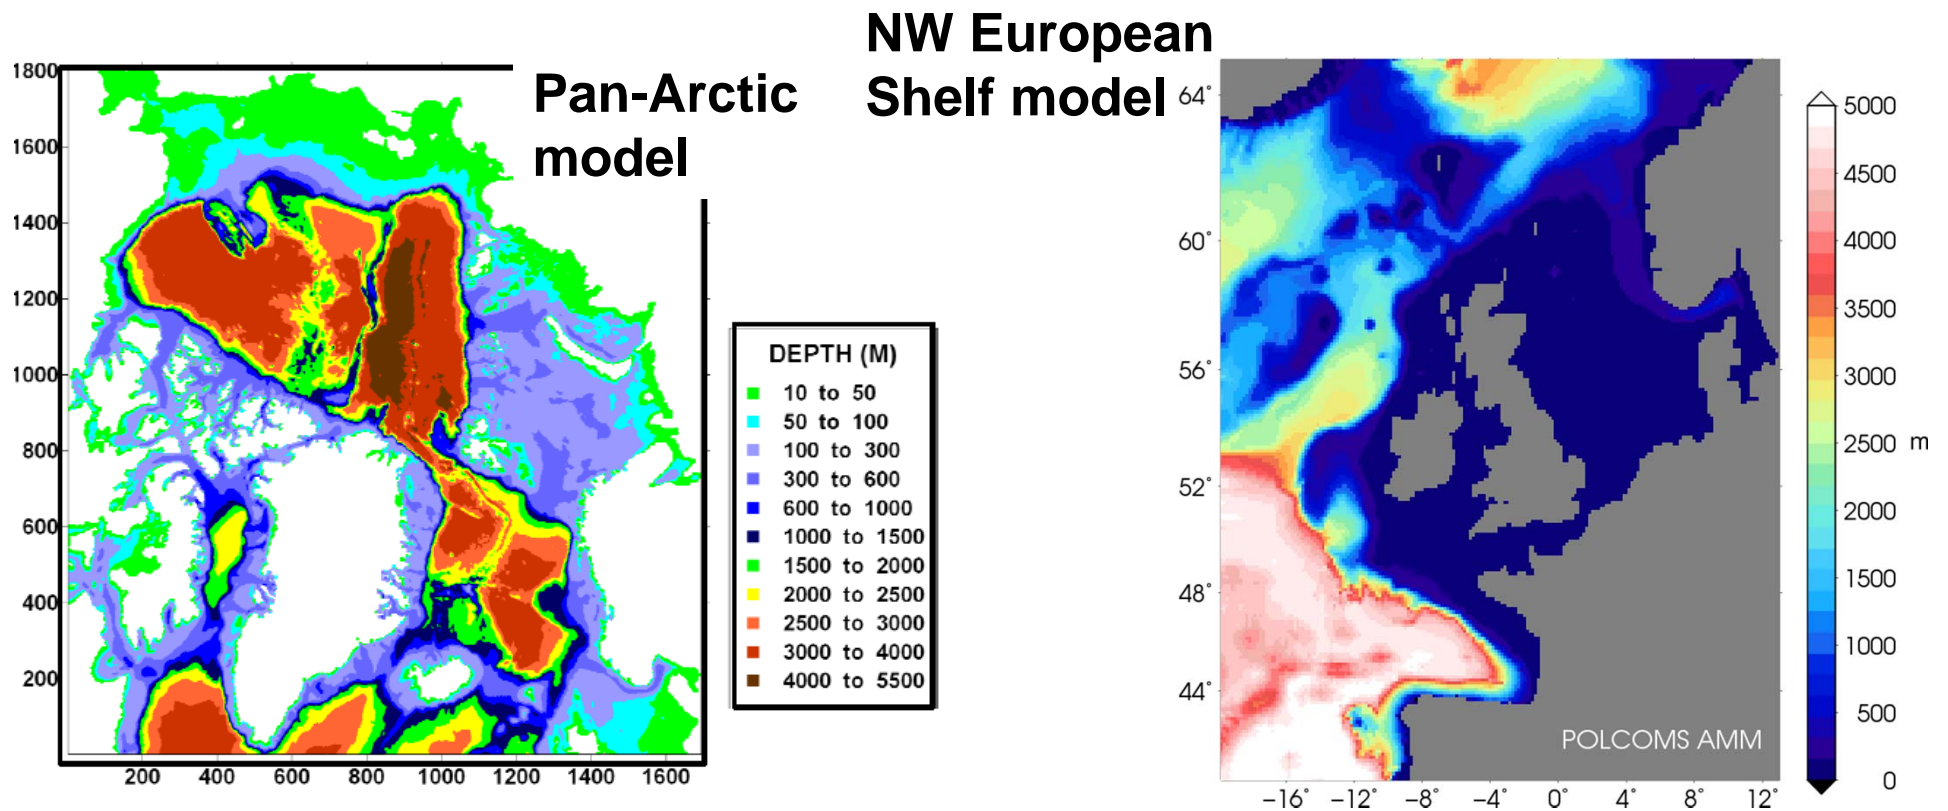 NW European
Shelf model
Pan-Arctic
model
1800
1600
1400
1200
1000
800
600
400
200
200 400 600 800 1000 1200 1400 1600
DEPTH (M)
10 to 50
50 to 100
100 to 300
300 to 600
600 to 1000
1000 to 1500
1500 to 2000
2000 to 2500
2500 to 3000
3000 to 4000
4000 to 5500
64°
60°
56°
52°
48°
44°
−16° −12° −8° −4° 0° 4° 8° 12°
POLCOMS AMM
5000
4500
4000
3500
3000
2500 m
2000
1500
1000
500
0